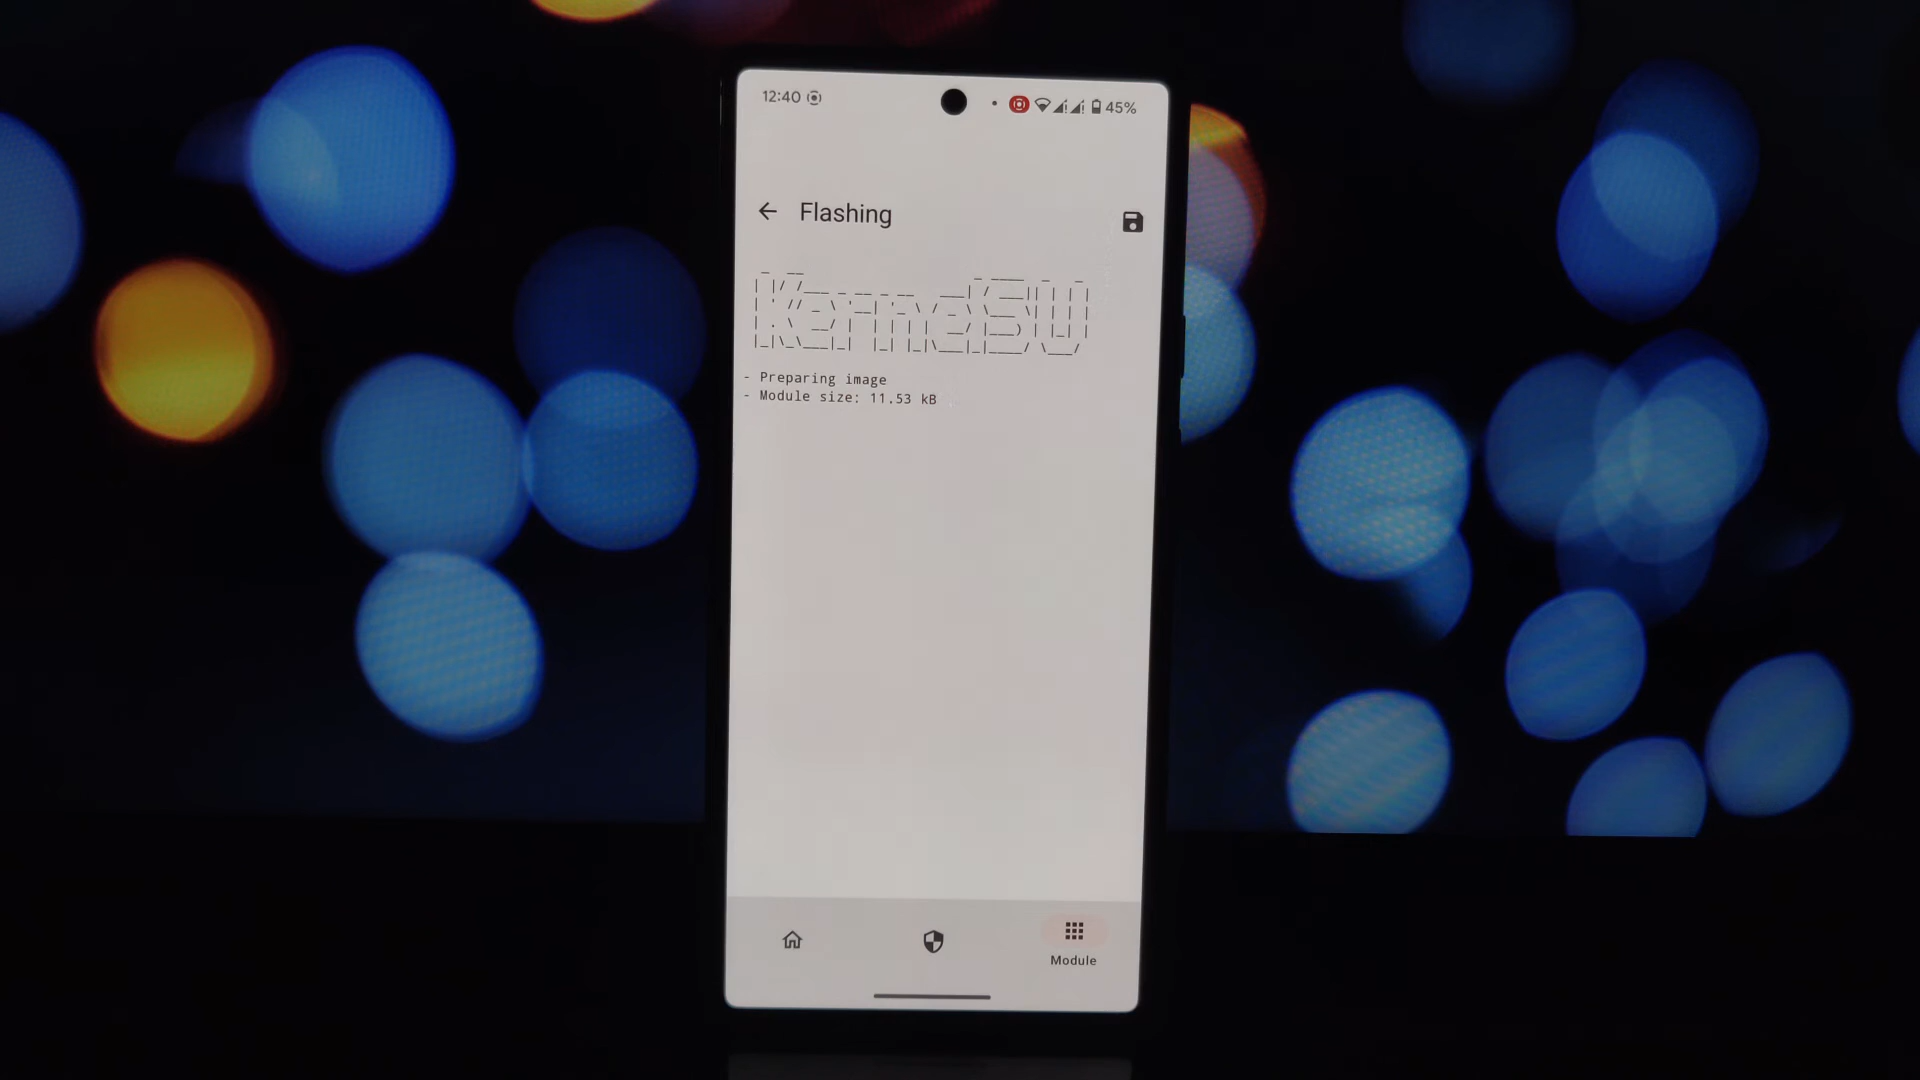 12:40
45%
Flashing
KernelSU
- Preparing image
- Module size: 11.53 kB
Module